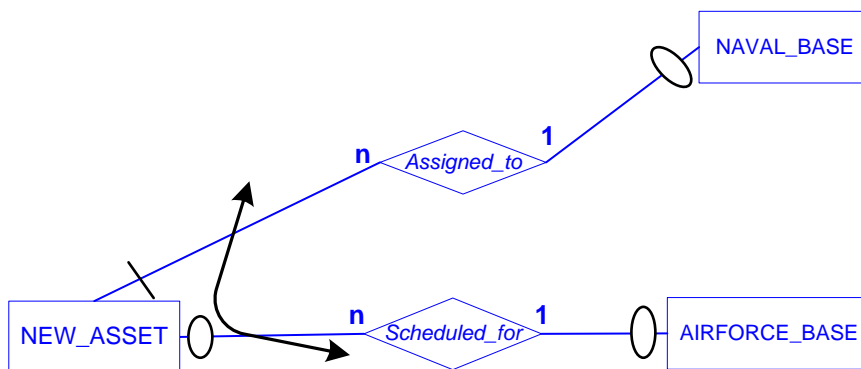 NAVAL_BASE
n
1
Assigned_to
NEW_ASSET
n
1
Scheduled_for
AIRFORCE_BASE